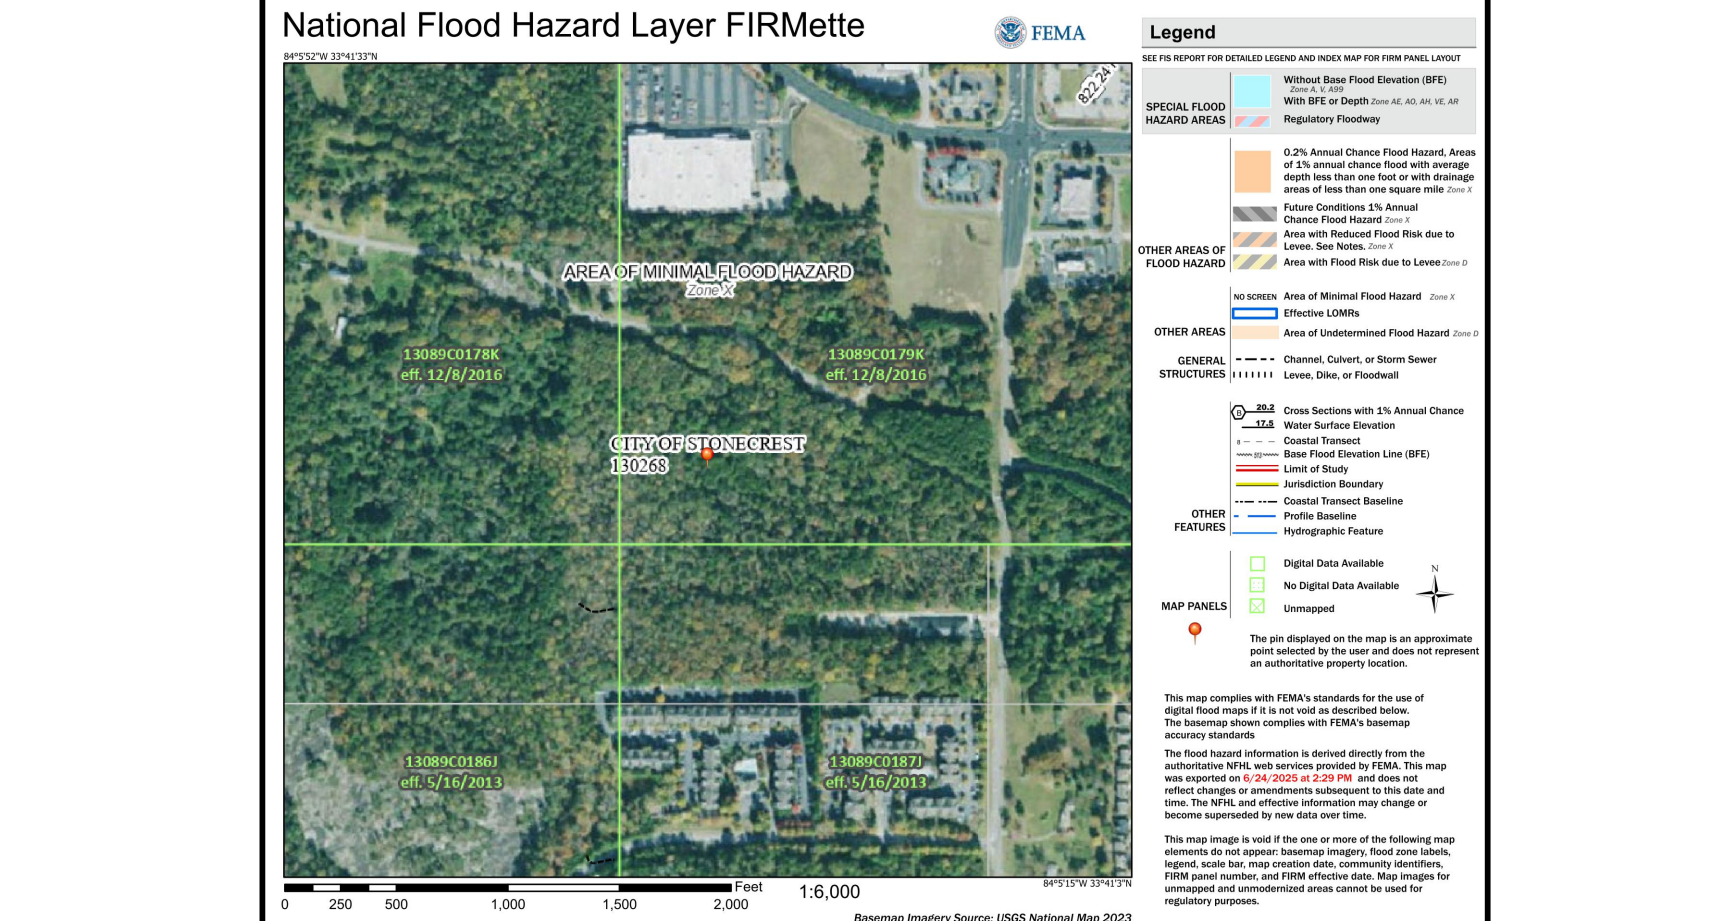 National Flood Hazard Layer FIRMette
FEMA
84°5'52"W 33°41'33"N
822.24
AREA OF MINIMAL FLOOD HAZARD
Zone X
13089C0178K
eff. 12/8/2016
13089C0179K
eff. 12/8/2016
CITY OF STONECREST
130268
13089C0186J
eff. 5/16/2013
13089C0187J
eff. 5/16/2013
84°5'15"W 33°41'3"N
Feet
1:6,000
0 250 500 1,000 1,500 2,000
Basemap Imagery Source: USGS National Map 2023
Legend
SEE FIS REPORT FOR DETAILED LEGEND AND INDEX MAP FOR FIRM PANEL LAYOUT
SPECIAL FLOOD
HAZARD AREAS
Without Base Flood Elevation (BFE)
Zone A, V, A99
With BFE or Depth Zone AE, AO, AH, VE, AR
Regulatory Floodway
0.2% Annual Chance Flood Hazard, Areas
of 1% annual chance flood with average
depth less than one foot or with drainage
areas of less than one square mile Zone X
Future Conditions 1% Annual
Chance Flood Hazard Zone X
Area with Reduced Flood Risk due to
Levee. See Notes. Zone X
OTHER AREAS OF
FLOOD HAZARD
Area with Flood Risk due to Levee Zone D
NO SCREEN Area of Minimal Flood Hazard Zone X
Effective LOMRs
OTHER AREAS
Area of Undetermined Flood Hazard Zone D
GENERAL
STRUCTURES
Channel, Culvert, or Storm Sewer
Levee, Dike, or Floodwall
B 20.2 Cross Sections with 1% Annual Chance
17.5 Water Surface Elevation
8 Coastal Transect
513 Base Flood Elevation Line (BFE)
Limit of Study
Jurisdiction Boundary
Coastal Transect Baseline
OTHER
FEATURES
Profile Baseline
Hydrographic Feature
Digital Data Available
No Digital Data Available
Unmapped
MAP PANELS
N
The pin displayed on the map is an approximate
point selected by the user and does not represent
an authoritative property location.
This map complies with FEMA's standards for the use of
digital flood maps if it is not void as described below.
The basemap shown complies with FEMA's basemap
accuracy standards
The flood hazard information is derived directly from the
authoritative NFHL web services provided by FEMA. This map
was exported on 6/24/2025 at 2:29 PM and does not
reflect changes or amendments subsequent to this date and
time. The NFHL and effective information may change or
become superseded by new data over time.
This map image is void if the one or more of the following map
elements do not appear: basemap imagery, flood zone labels,
legend, scale bar, map creation date, community identifiers,
FIRM panel number, and FIRM effective date. Map images for
unmapped and unmodernized areas cannot be used for
regulatory purposes.